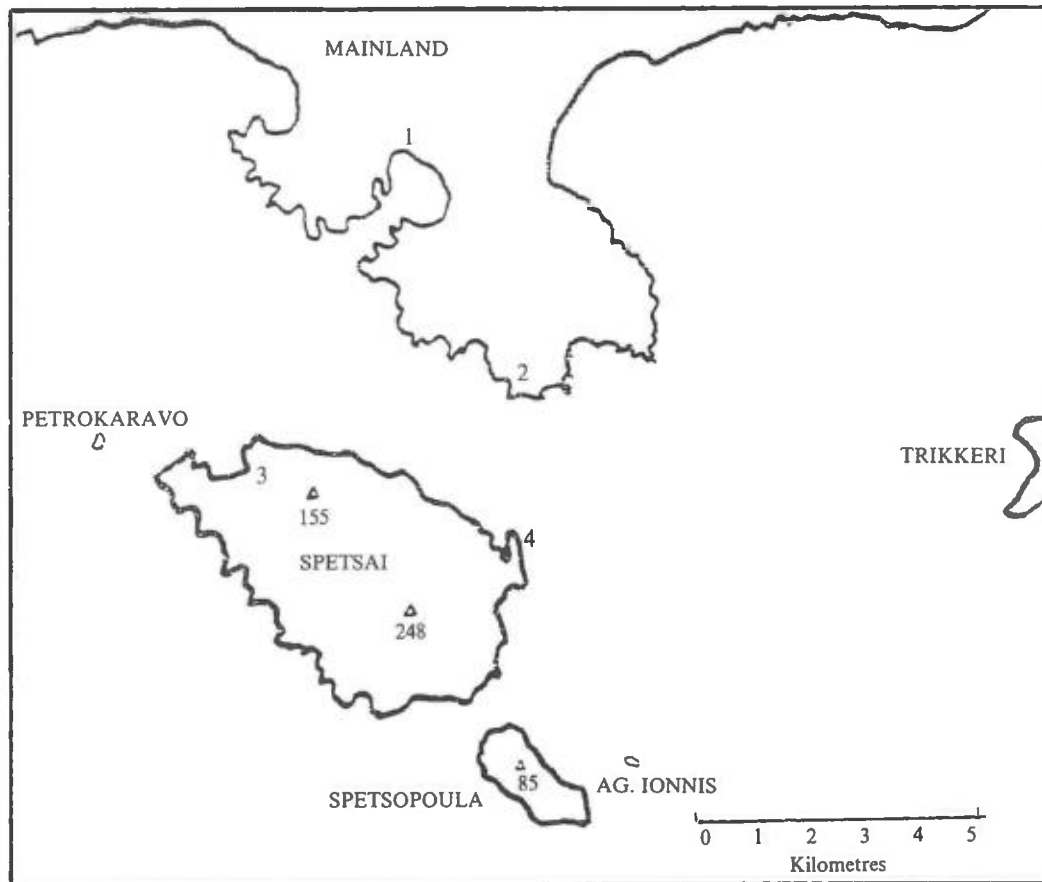 MAINLAND
1
2
PETROKARAVO
TRIKKERI
3
155
4
SPETSAI
248
85
SPETSOPOULA
AG. IONNIS
0 1 2 3 4 5
Kilometres